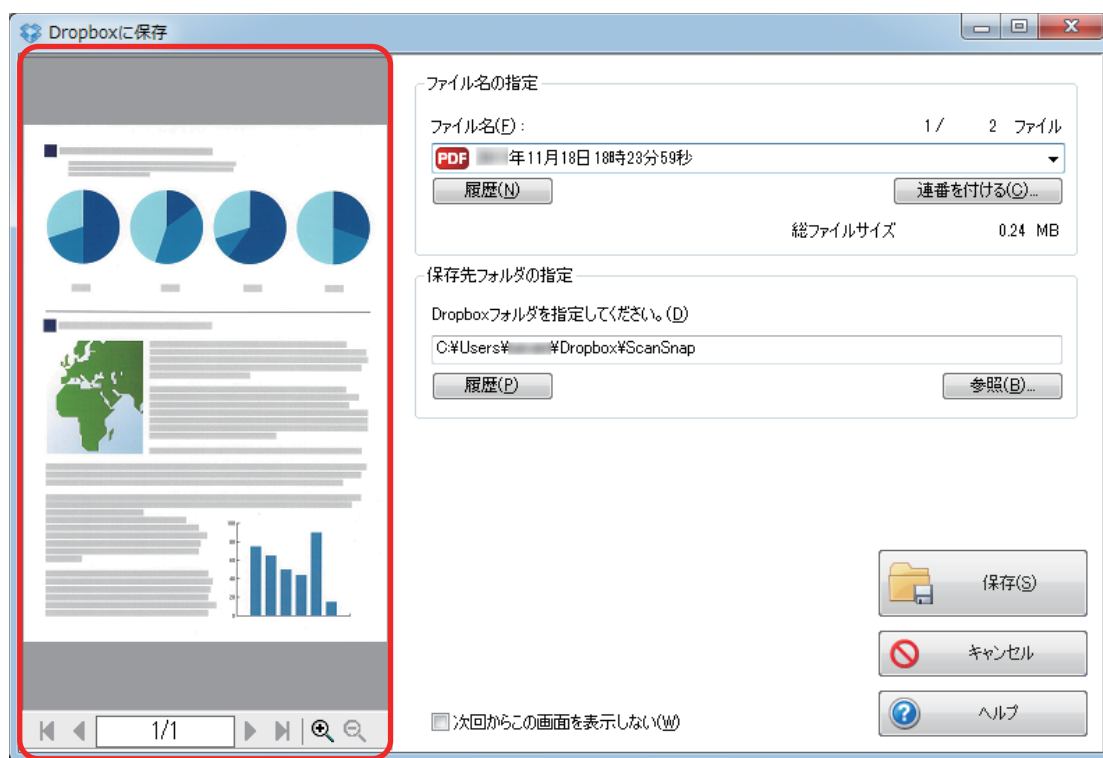 Dropboxに保存
ファイル名の指定
ファイル名(F):
1/ 2 ファイル
PDF 年11月18日18時23分59秒
履歴(N)
連番を付ける(C)...
総ファイルサイズ 0.24 MB
保存先フォルダの指定
Dropboxフォルダを指定してください。(D)
C:¥Users¥ ¥Dropbox¥ScanSnap
履歴(P)
参照(B)...
保存(S)
キャンセル
次回からこの画面を表示しない(W)
ヘルプ
1/1